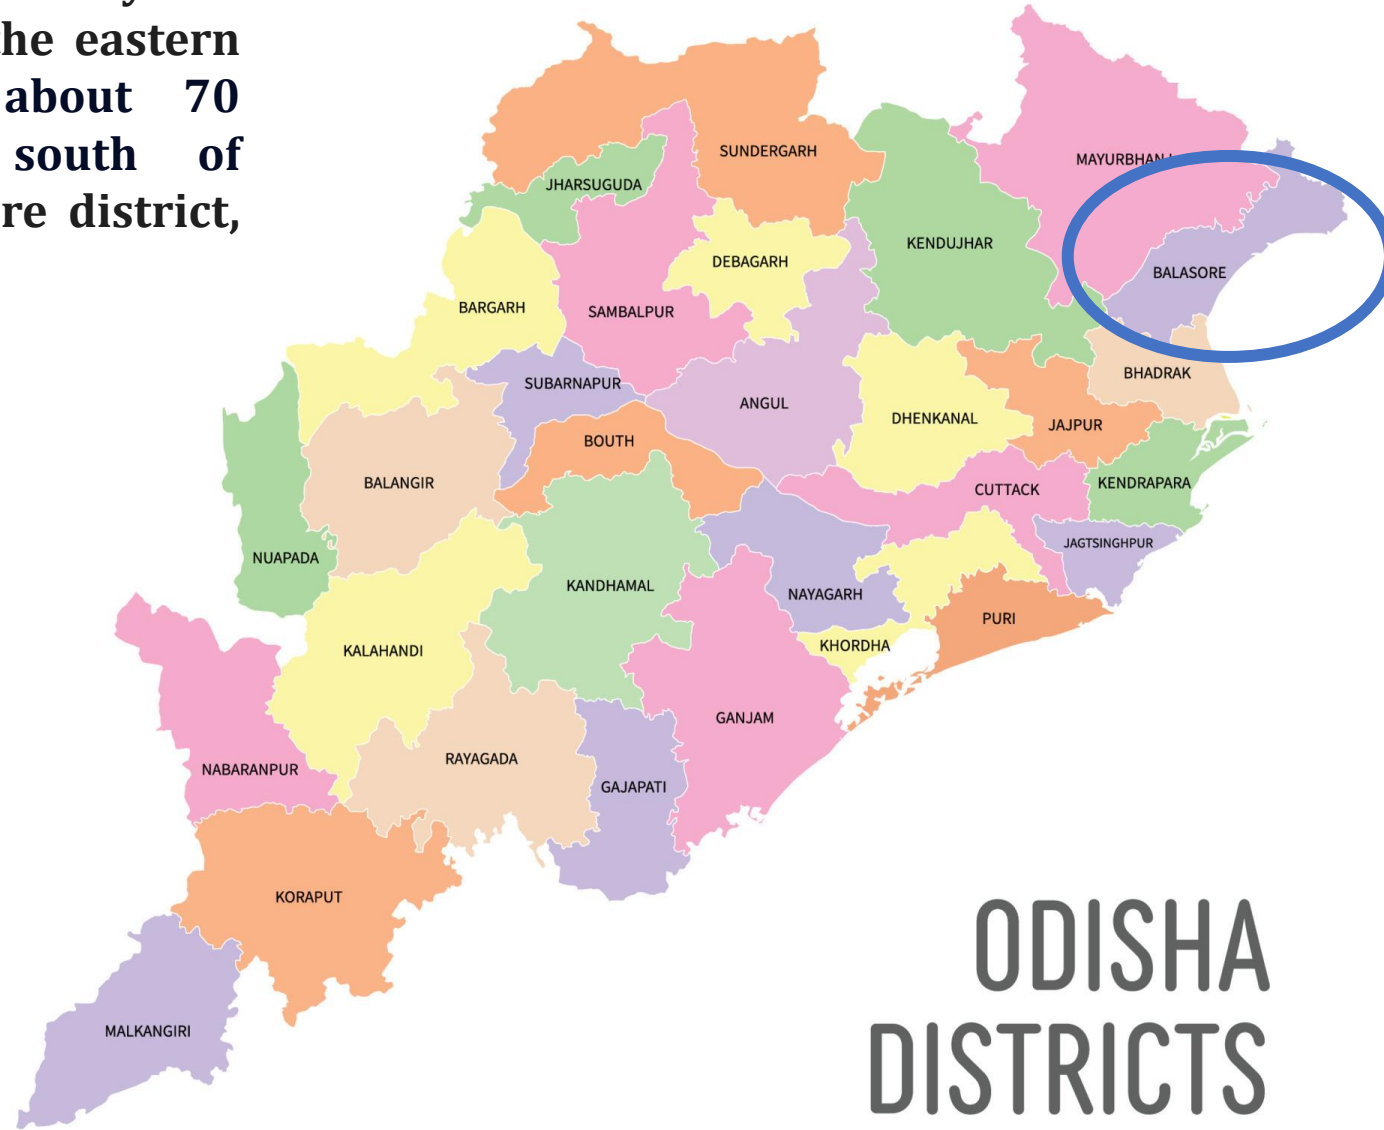 the eastern
about 70
south of
re district,
SUNDERGARH
MAYURBHANJ
JHARSUGUDA
KENDUJHAR
DEBAGARH
BALASORE
BARGARH
SAMBALPUR
BHADRAK
SUBARNAPUR
ANGUL
DHENKANAL
JAJPUR
BOUTH
BALANGIR
CUTTACK
KENDRAPARA
JAGTSINGHPUR
NUAPADA
KANDHAMAL
NAYAGARH
PURI
KHORDHA
KALAHANDI
GANJAM
RAYAGADA
NABARANPUR
GAJAPATI
KORAPUT
MALKANGIRI
ODISHA
DISTRICTS